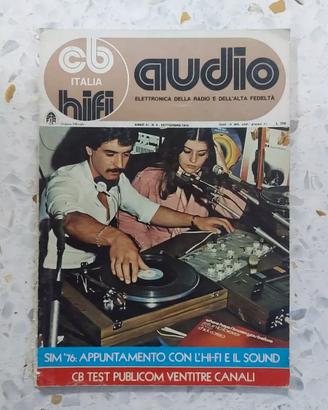 cb
ITALIA
hifi
audio
ELETTRONICA DELLA RADIO E DELL'ALTA FEDELTÀ
SIM '76: APPUNTAMENTO CON L'HI-FI E IL SOUND
CB TEST PUBLICOM VENTITRE CANALI